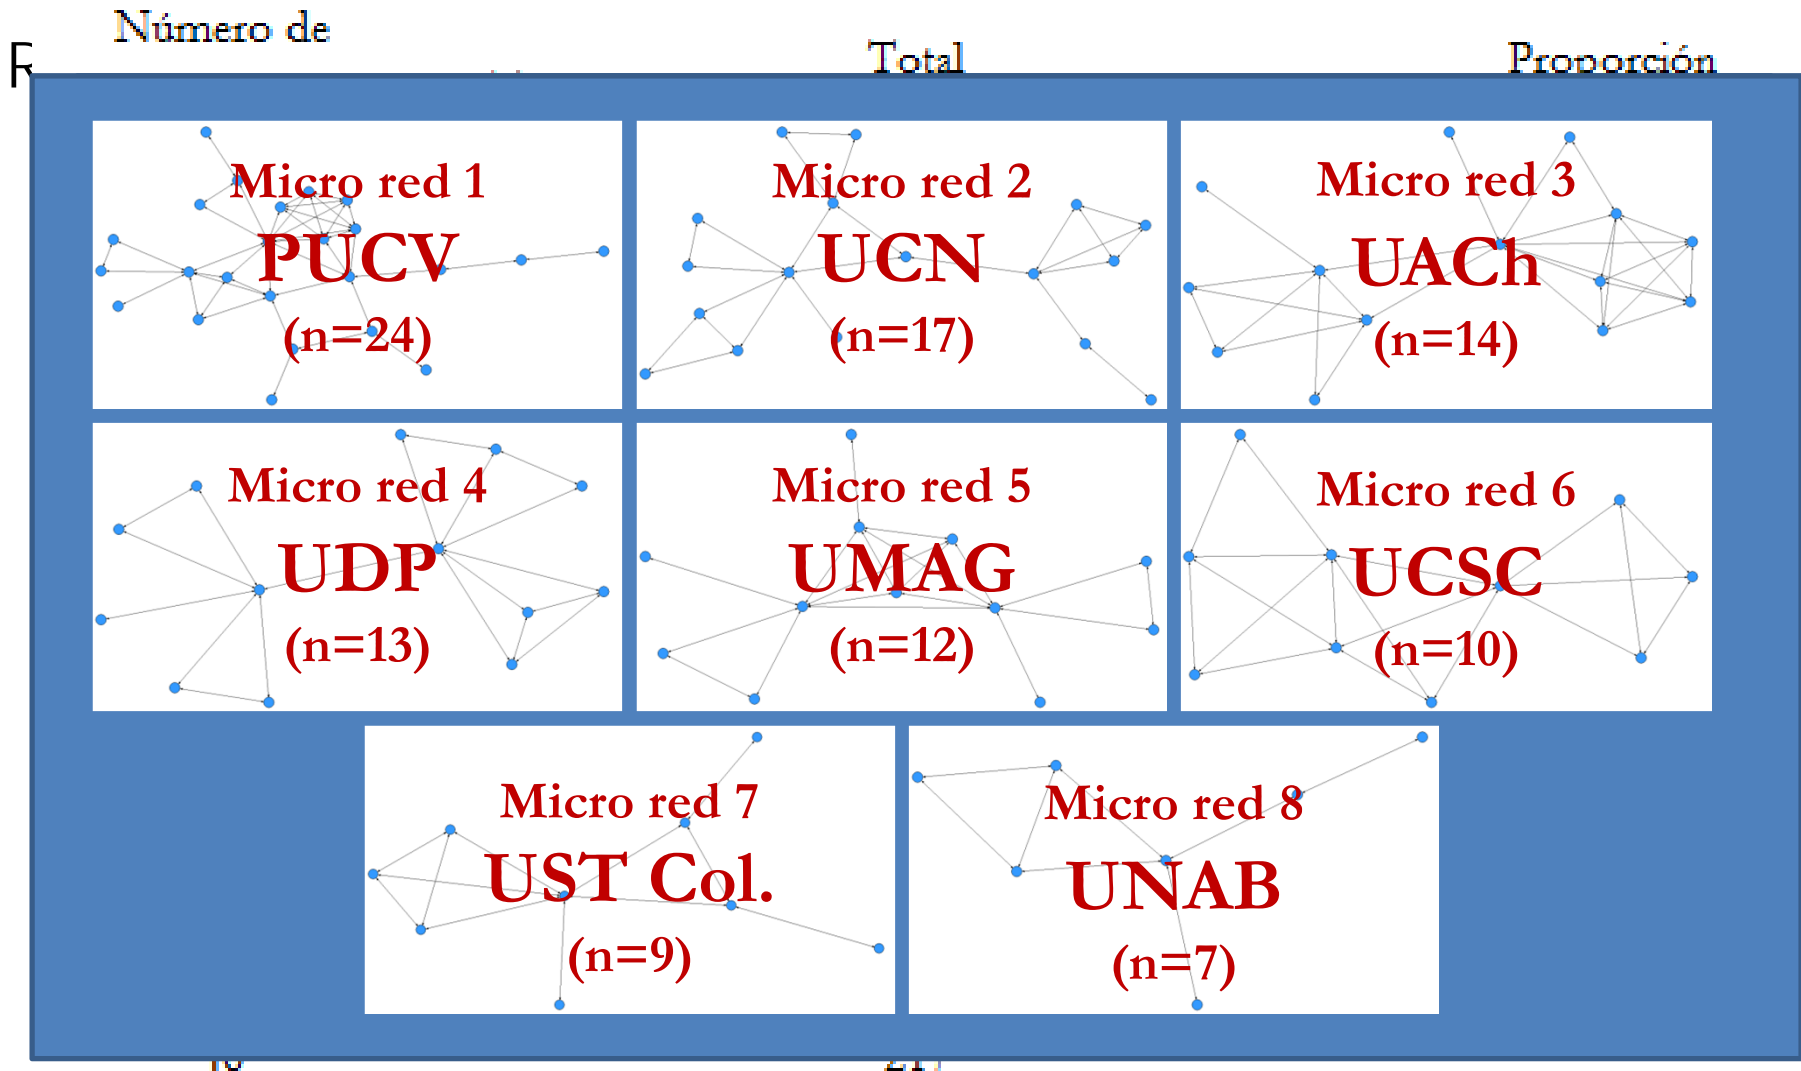 Número de
Total
Proporción
R
Micro red 1
PUCV
(n=24)
Micro red 2
UCN
(n=17)
Micro red 3
UACh
(n=14)
Micro red 4
UDP
(n=13)
Micro red 5
UMAG
(n=12)
Micro red 6
UCSC
(n=10)
Micro red 7
UST Col.
(n=9)
Micro red 8
UNAB
(n=7)